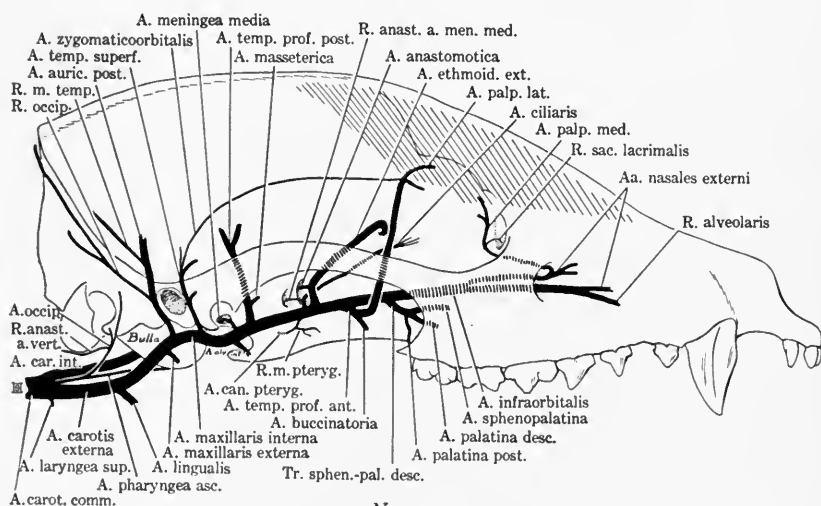 A. meningea media
A. zygomaticoorbitalis
A. temp. prof. post.
R. anast. a. men. med.
A. temp. superf.
A. masseterica
A. anastomotica
A. auric. post.
A. ethmoid. ext.
R. m. temp.
A. palp. lat.
R. occip.
A. ciliaris
A. palp. med.
R. sac. lacrimalis
Aa. nasales externi
R. alveolaris
A.occip.
R.anast.
a.vert.
A. car. int.
Bulla
R.m.pteryg.
A.can. pteryg.
A. temp. prof. ant.
A. buccinatoria
A. infraorbitalis
A. sphenopalatina
A. palatina desc.
A. palatina post.
Tr. sphen.-pal. desc.
A. carotis
externa
A. maxillaris interna
A. maxillaris externa
A. laryngea sup.
A. lingualis
A. pharyngea asc.
A.carot. comm.